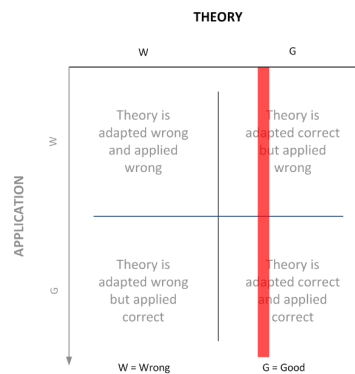 THEORY
W
G
APPLICATION
W
Theory is
adapted wrong
and applied
wrong
Theory is
adapted correct
but applied
wrong
G
Theory is
adapted wrong
but applied
correct
Theory is
adapted correct
and applied
correct
W = Wrong
G = Good